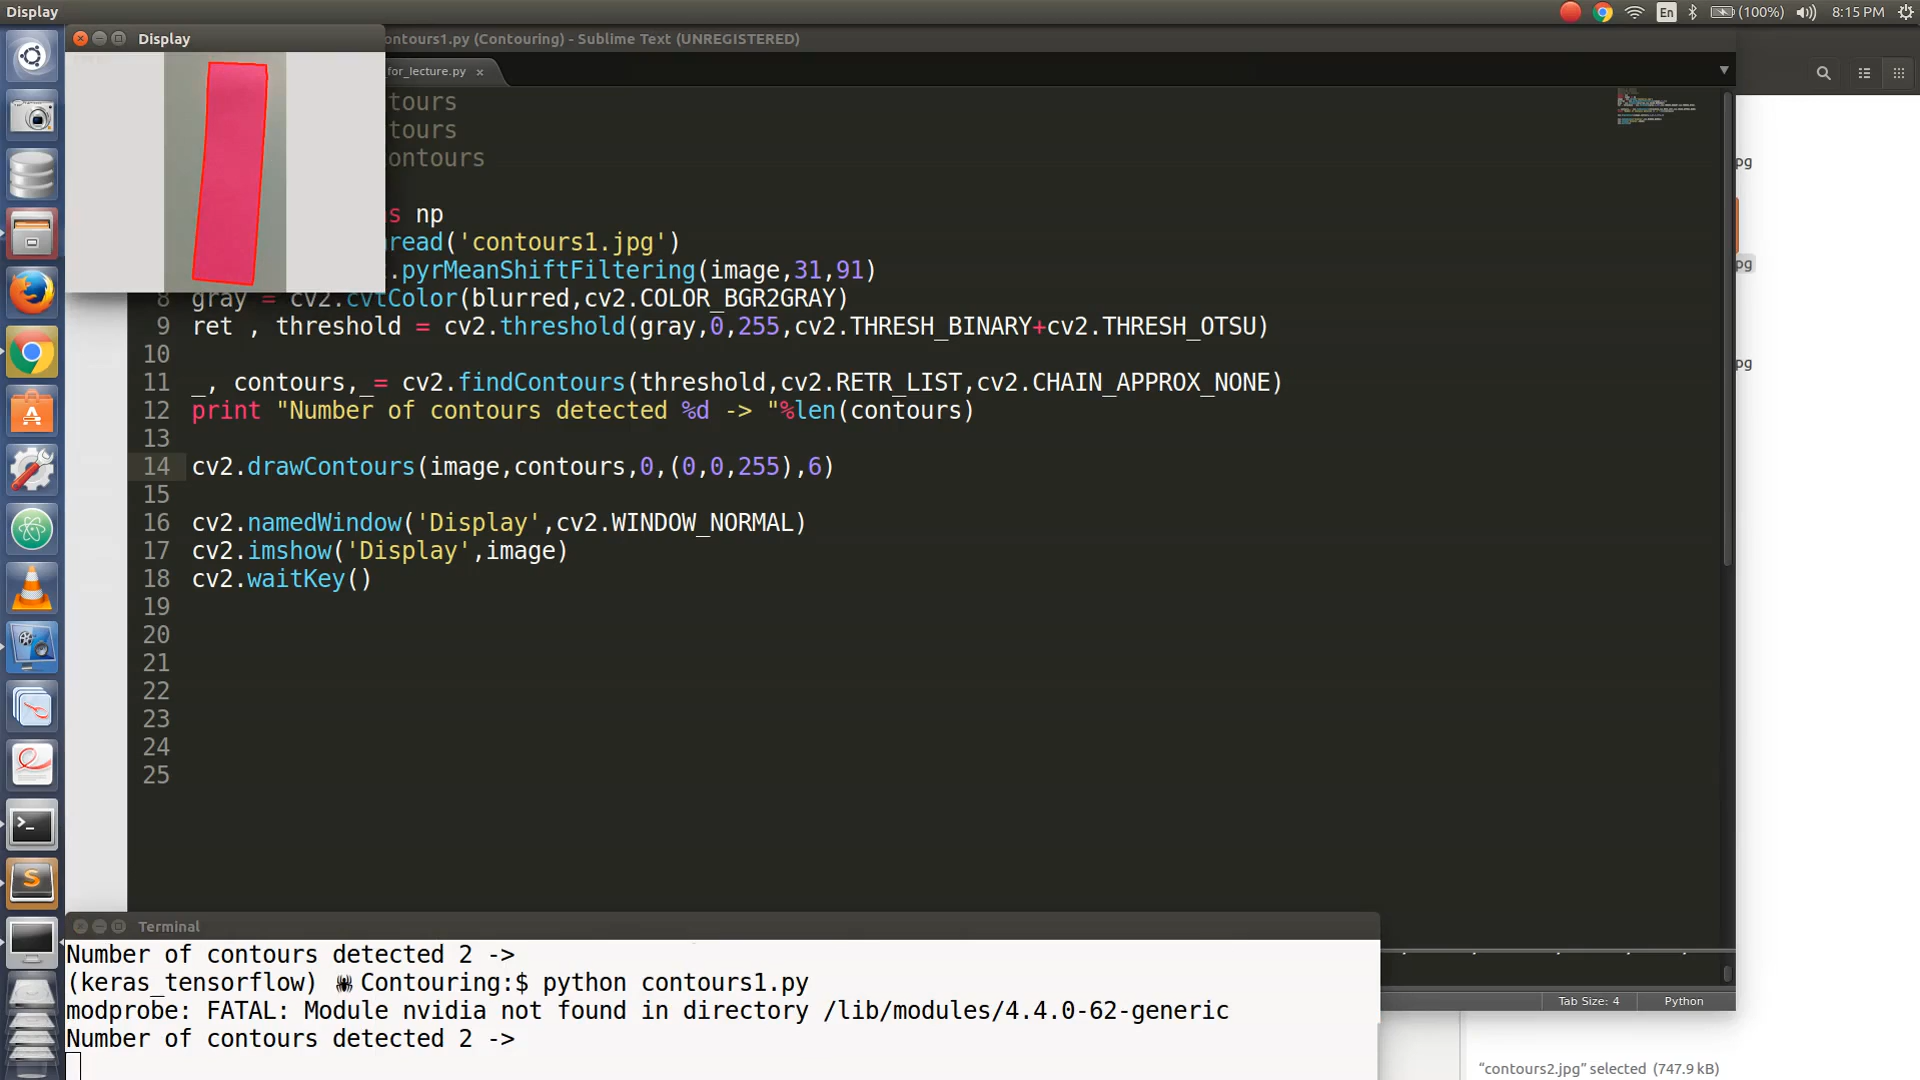 Display
(100%)
8:15 PM
En
Display
ontours1.py (Contouring) - Sublime Text (UNREGISTERED)
for_lecture.py ×
tours
tours
contours
s np
read('contours1.jpg')
.pyrMeanShiftFiltering(image,31,91)
8 gray = cv2.cvtColor(blurred,cv2.COLOR_BGR2GRAY)
9 ret , threshold = cv2.threshold(gray,0,255,cv2.THRESH_BINARY+cv2.THRESH_OTSU)
10
11 _, contours,_= cv2.findContours(threshold,cv2.RETR_LIST,cv2.CHAIN_APPROX_NONE)
12 print "Number of contours detected %d -> "%len(contours)
13
14 cv2.drawContours(image,contours,0,(0,0,255),6)
15
16 cv2.namedWindow('Display',cv2.WINDOW_NORMAL)
17 cv2.imshow('Display',image)
18 cv2.waitKey()
19
20
21
22
23
24
25
pg
pg
pg
Terminal
Number of contours detected 2 ->
(keras_tensorflow) Contouring:$ python contours1.py
modprobe: FATAL: Module nvidia not found in directory /lib/modules/4.4.0-62-generic
Number of contours detected 2 ->
Tab Size: 4
Python
“contours2.jpg” selected (747.9 kB)